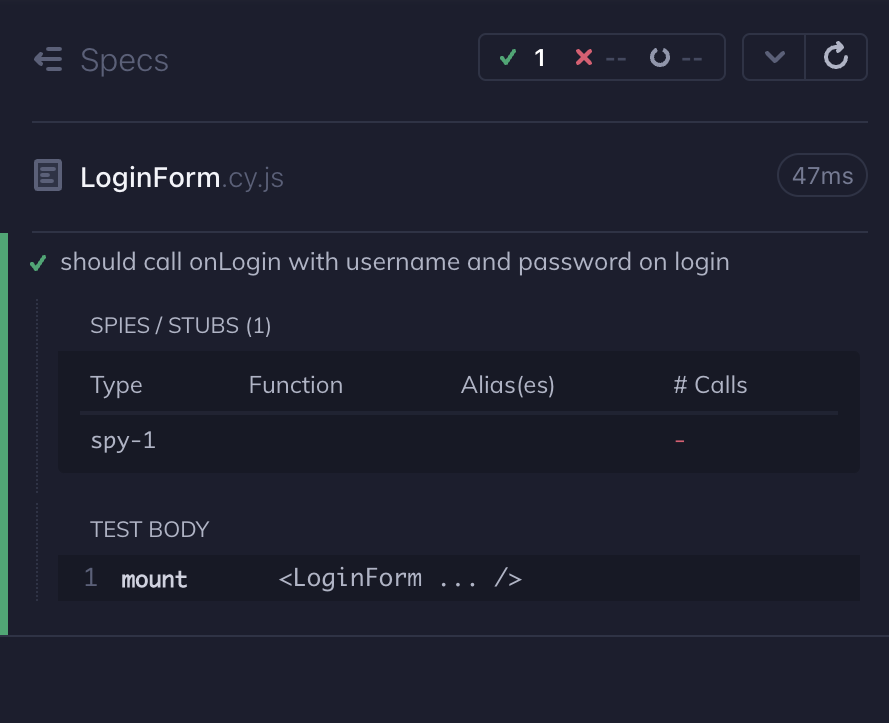 Specs 1 -- --
LoginForm.cy.js 47ms
should call onLogin with username and password on login
SPIES / STUBS (1)
Type Function Alias(es) # Calls
spy-1 -
TEST BODY
1 mount <LoginForm ... />